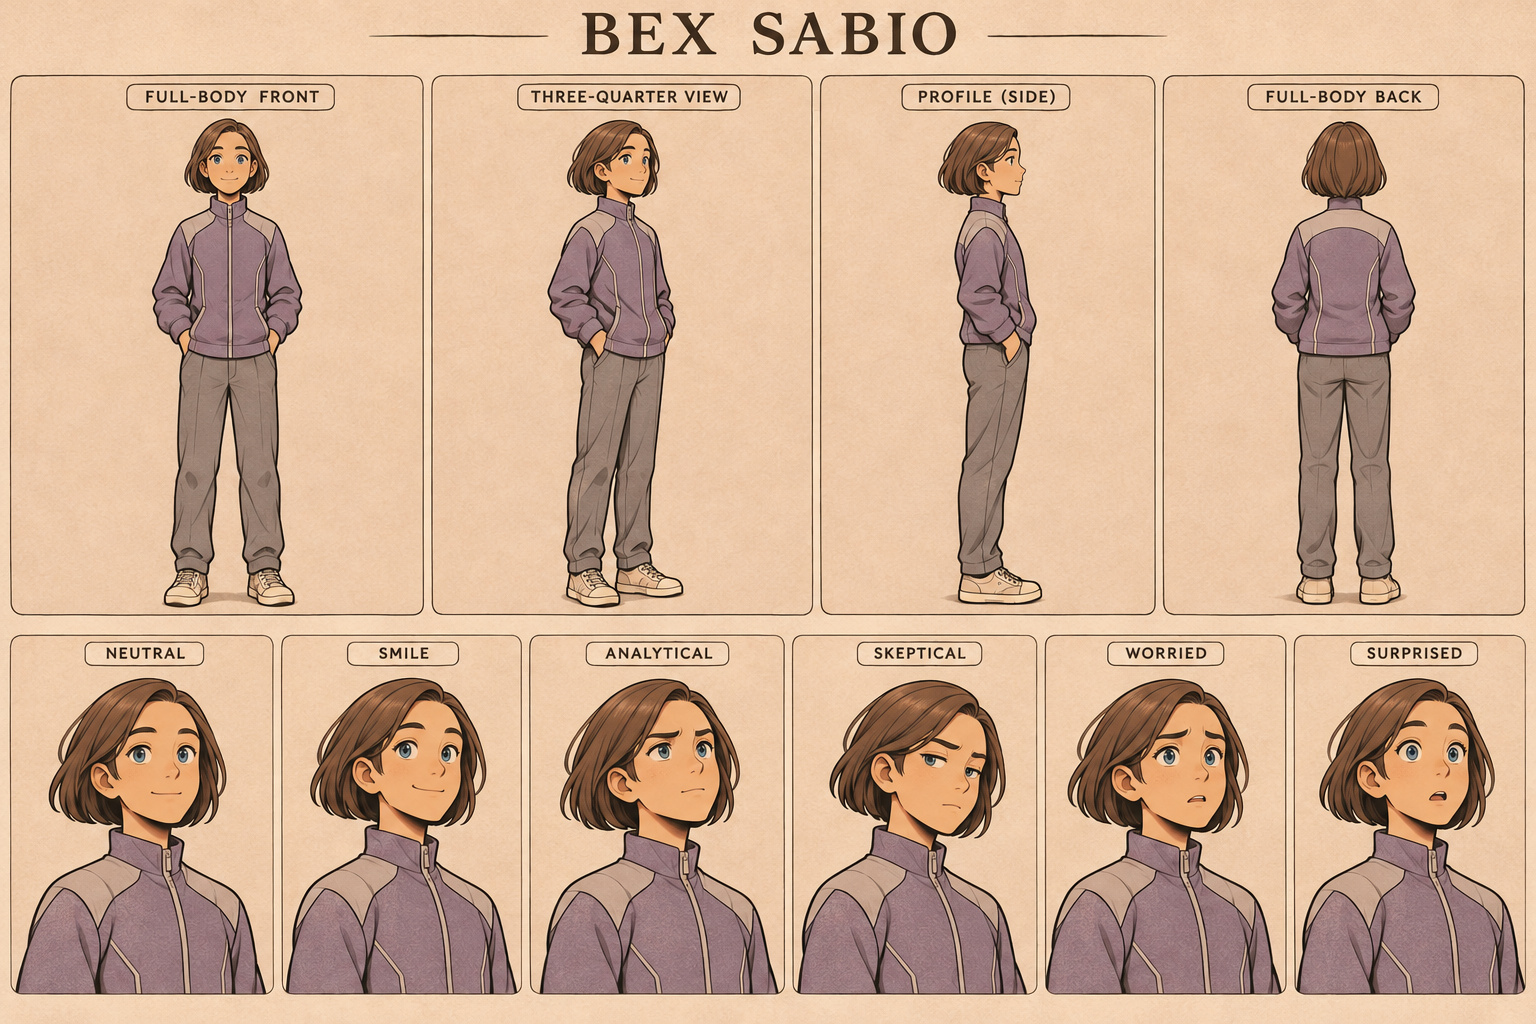 BEX SABIO
FULL-BODY FRONT
THREE-QUARTER VIEW
PROFILE (SIDE)
FULL-BODY BACK
NEUTRAL
SMILE
ANALYTICAL
SKEPTICAL
WORRIED
SURPRISED